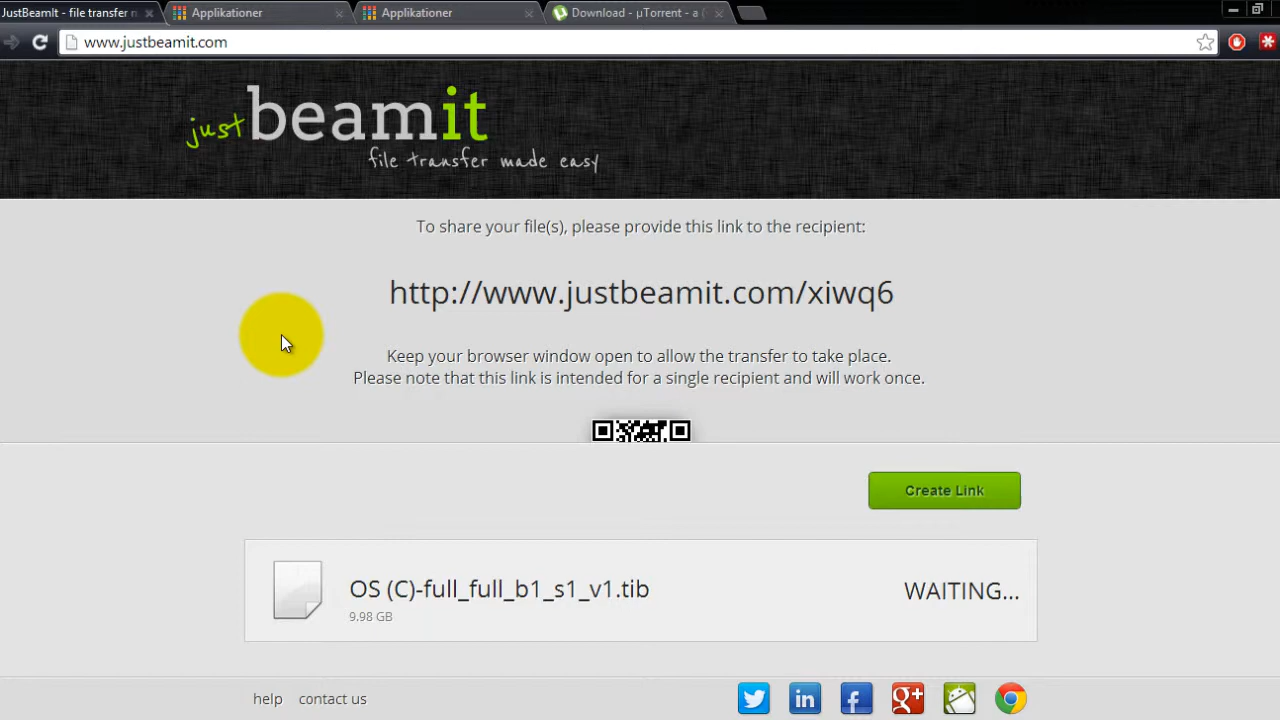 JustBeamIt - file transfer m
Applikationer
Applikationer
Download - µTorrent - a (
www.justbeamit.com
just beamit
file transfer made easy
To share your file(s), please provide this link to the recipient:
http://www.justbeamit.com/xiwq6
Keep your browser window open to allow the transfer to take place.
Please note that this link is intended for a single recipient and will work once.
Create Link
OS (C)-full_full_b1_s1_v1.tib
WAITING...
9.98 GB
help
contact us